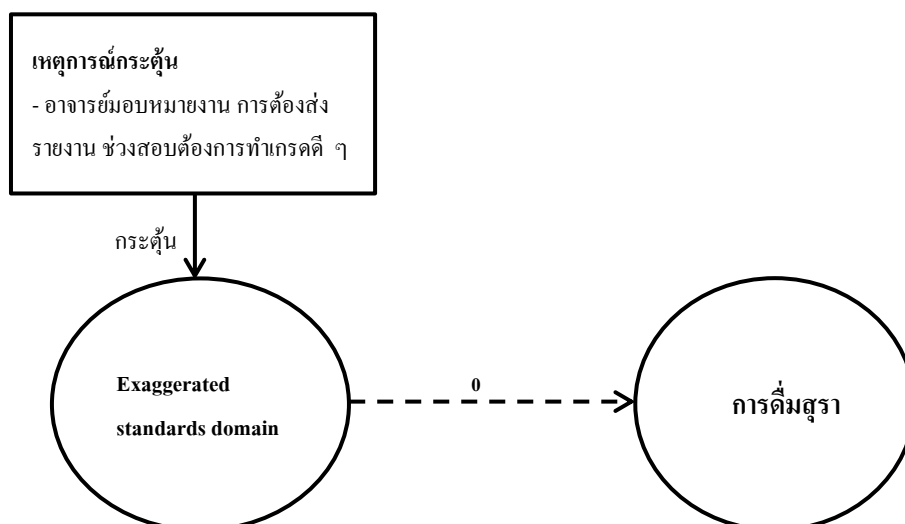 เหตุการณ์กระตุ้น
- อาจารย์มอบหมายงาน การต้องส่ง
รายงาน ช่วงสอบต้องการทำเกรดดี ๆ
กระตุ้น
Exaggerated
standards domain
0
การดื่มสุรา